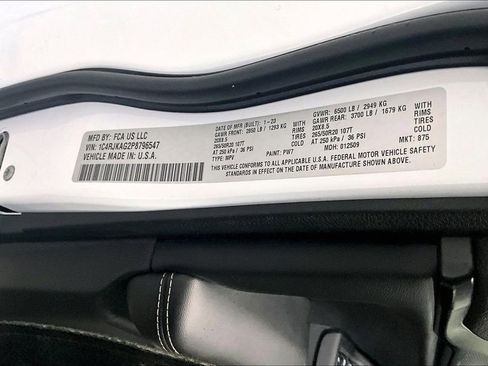 MFD BY: FCA US LLC
VIN: 1C4RJKAG2P8796547
VEHICLE MADE IN: U.S.A.
DATE OF MFR (BUILT): 1-23
GVWR: 6500 LB / 2949 KG
GAWR FRONT: 2850 LB / 1293 KG WITH
GAWR REAR: 3700 LB / 1679 KG WITH
20X8.5 RIMS
20X8.5 RIMS
265/50R20 107T TIRES
265/50R20 107T TIRES
AT 250 kPa / 36 PSI COLD
AT 250 kPa / 36 PSI COLD
PAINT: PW7
MDH: 012509
MKT: 875
TYPE: MPV
THIS VEHICLE CONFORMS TO ALL APPLICABLE U.S.A. FEDERAL MOTOR VEHICLE SAFETY
STANDARDS IN EFFECT ON THE DATE OF MANUFACTURE SHOWN ABOVE.